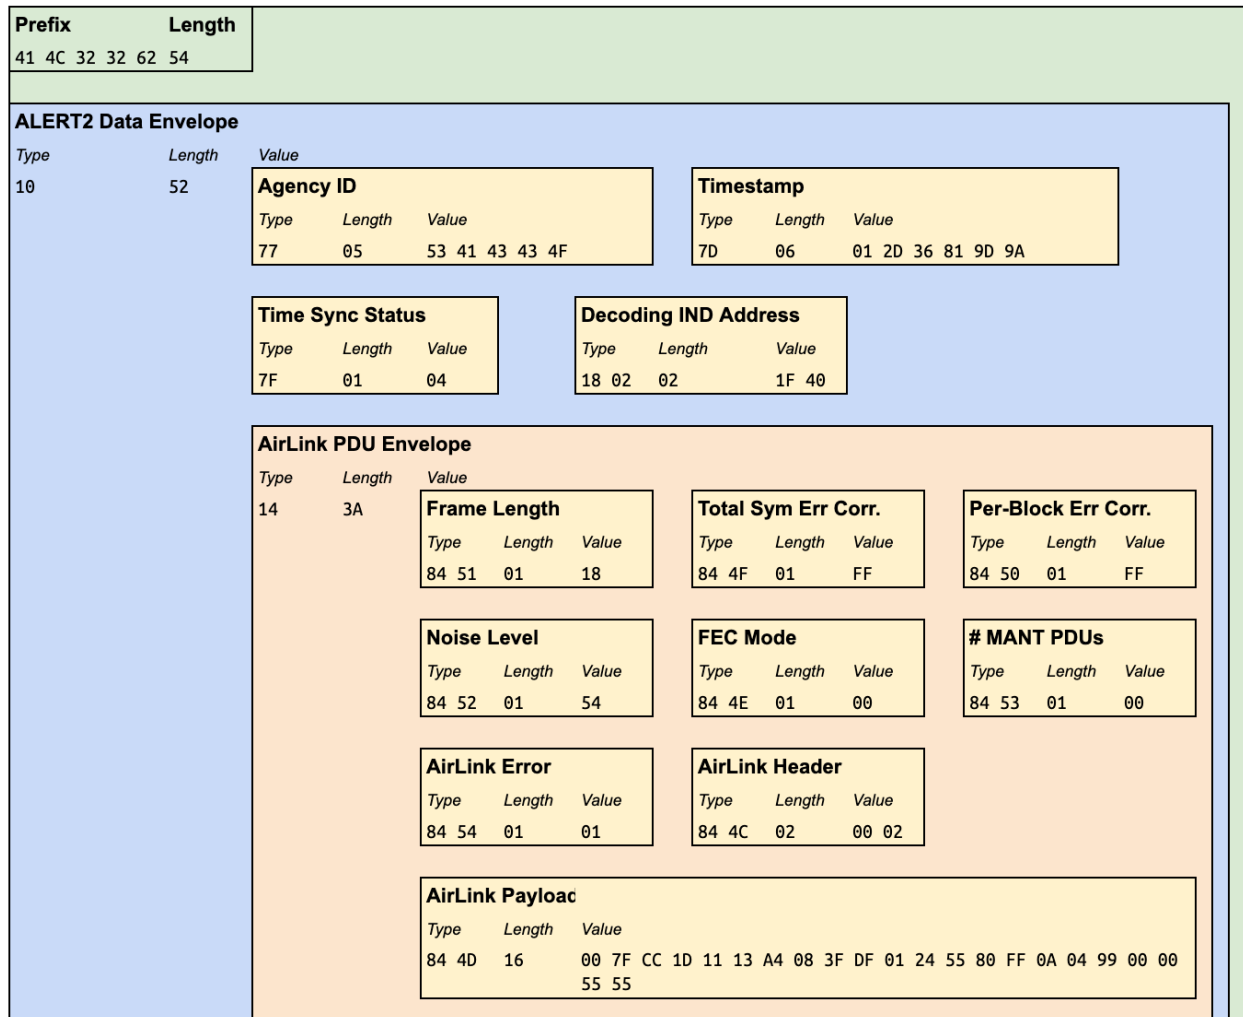 Prefix Length
41 4C 32 32 62 54
ALERT2 Data Envelope
Type Length Value
10 52
Agency ID
Type Length Value
77 05 53 41 43 43 4F
Timestamp
Type Length Value
7D 06 01 2D 36 81 9D 9A
Time Sync Status
Type Length Value
7F 01 04
Decoding IND Address
Type Length Value
18 02 02 1F 40
AirLink PDU Envelope
Type Length Value
14 3A
Frame Length
Type Length Value
84 51 01 18
Total Sym Err Corr.
Type Length Value
84 4F 01 FF
Per-Block Err Corr.
Type Length Value
84 50 01 FF
Noise Level
Type Length Value
84 52 01 54
FEC Mode
Type Length Value
84 4E 01 00
# MANT PDUs
Type Length Value
84 53 01 00
AirLink Error
Type Length Value
84 54 01 01
AirLink Header
Type Length Value
84 4C 02 00 02
AirLink Payload
Type Length Value
84 4D 16 00 7F CC 1D 11 13 A4 08 3F DF 01 24 55 80 FF 0A 04 99 00 00
55 55